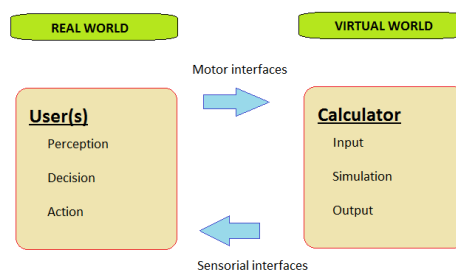 REAL WORLD
VIRTUAL WORLD
Motor interfaces
User(s)
Perception
Decision
Action
Calculator
Input
Simulation
Output
Sensorial interfaces